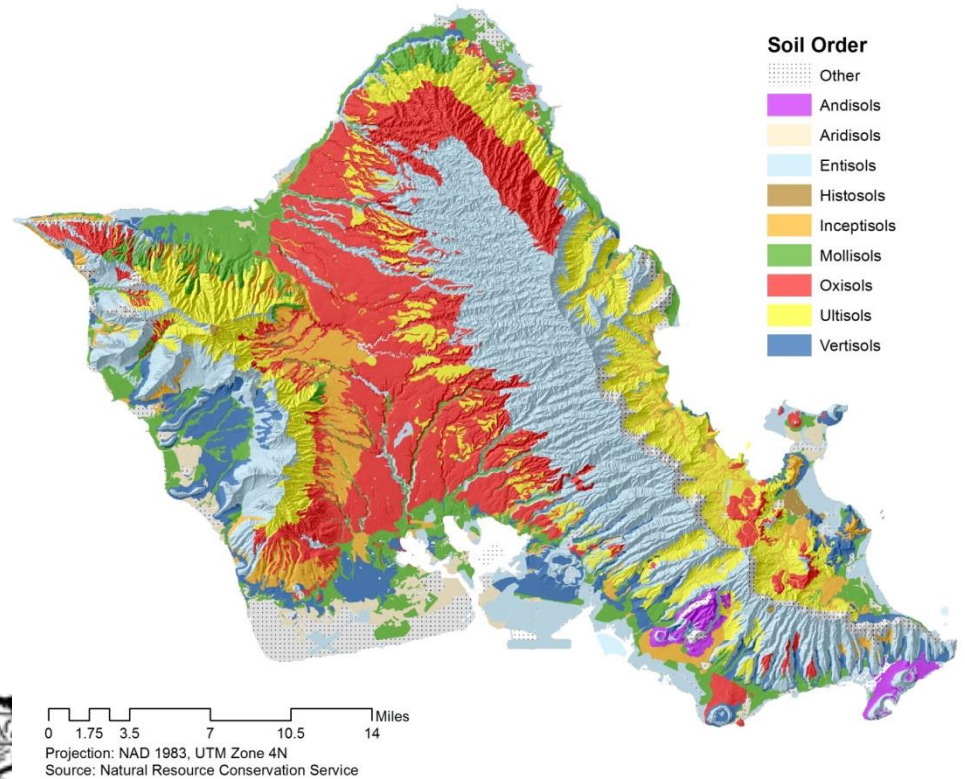 Soil Order
Other
Andisols
Aridisols
Entisols
Histosols
Inceptisols
Mollisols
Oxisols
Ultisols
Vertisols
Miles
0 1.75 3.5 7 10.5 14
Projection: NAD 1983, UTM Zone 4N
Source: Natural Resource Conservation Service